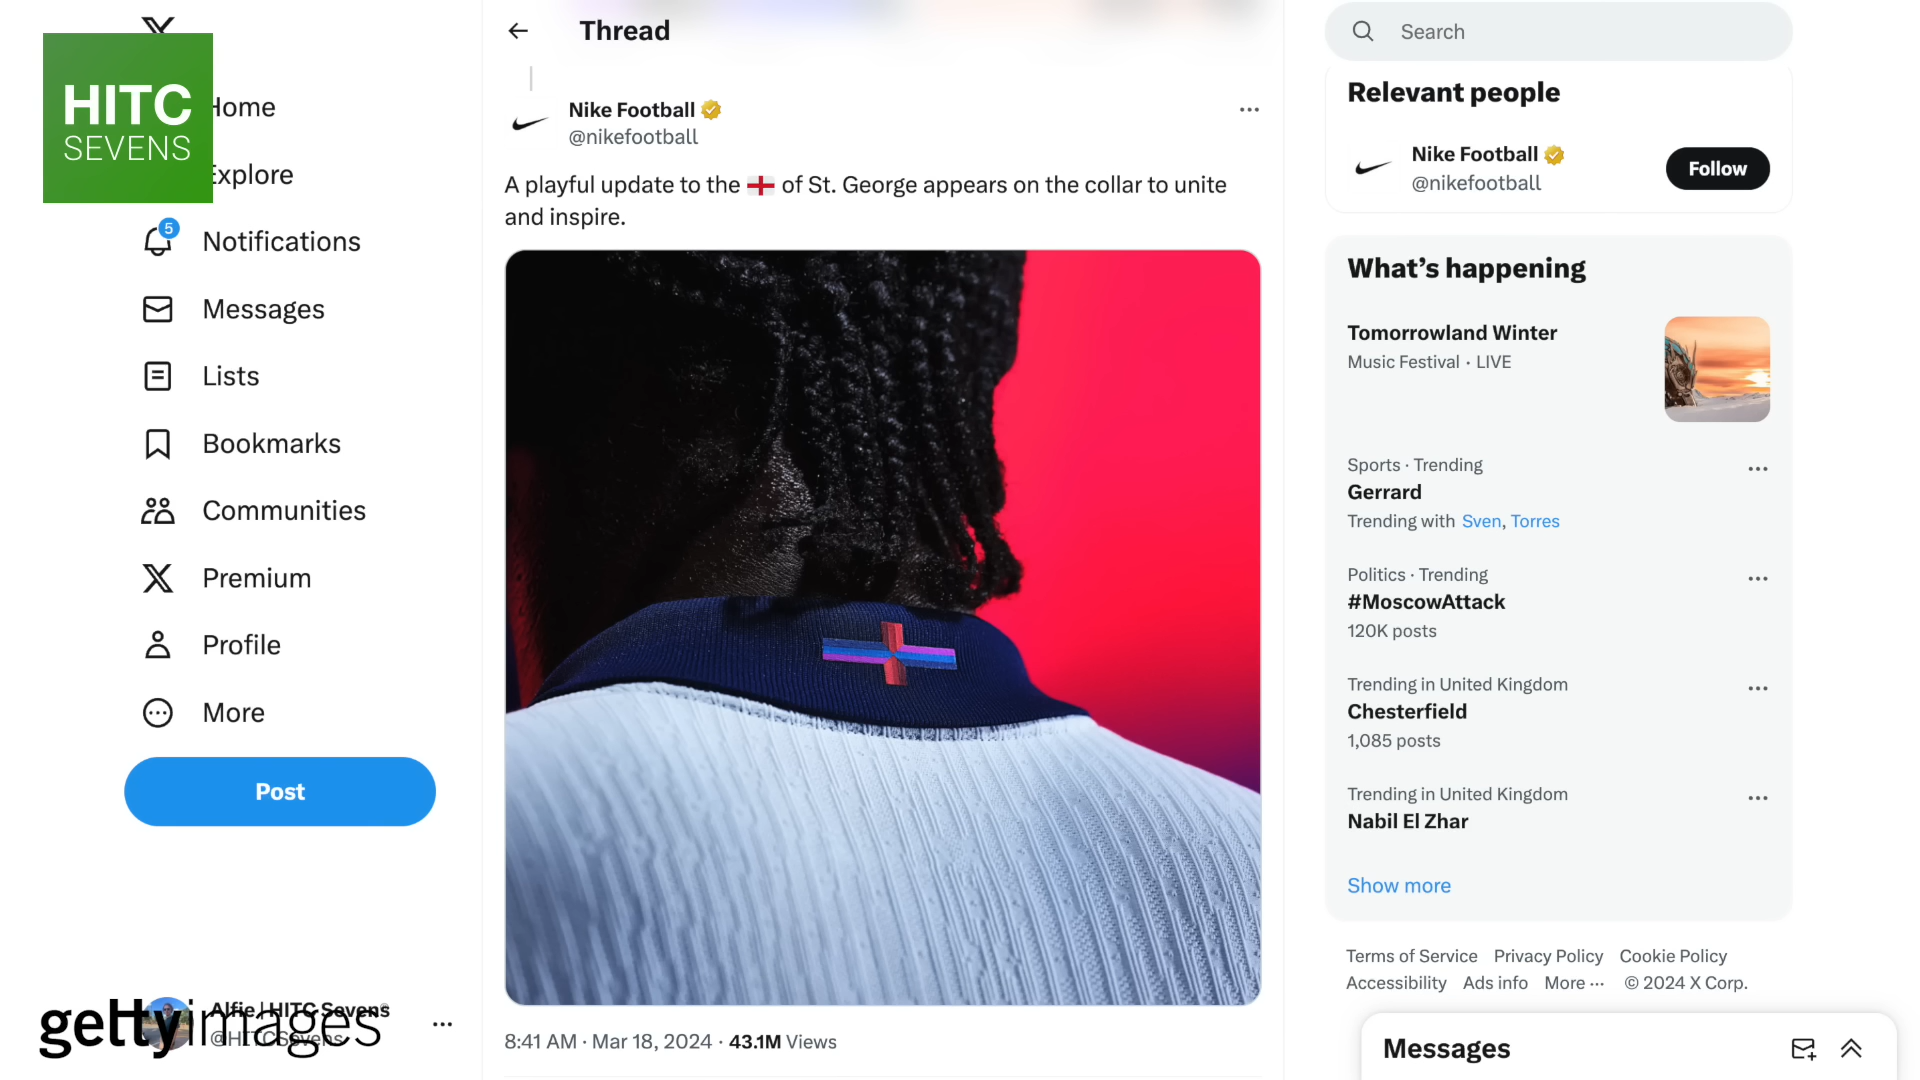 HITC
SEVENS
Home
Explore
5
Notifications
Messages
Lists
Bookmarks
Communities
Premium
Profile
More
Post
Alfie | HITC Sevens
@HITCSevens
gettyimages
Thread
Nike Football
@nikefootball
A playful update to the of St. George appears on the collar to unite
and inspire.
8:41 AM · Mar 18, 2024 · 43.1M Views
Search
Relevant people
Nike Football
@nikefootball
Follow
What’s happening
Tomorrowland Winter
Music Festival · LIVE
Sports · Trending
Gerrard
Trending with Sven, Torres
Politics · Trending
#MoscowAttack
120K posts
Trending in United Kingdom
Chesterfield
1,085 posts
Trending in United Kingdom
Nabil El Zhar
Show more
Terms of Service Privacy Policy Cookie Policy
Accessibility Ads info More ··· © 2024 X Corp.
Messages